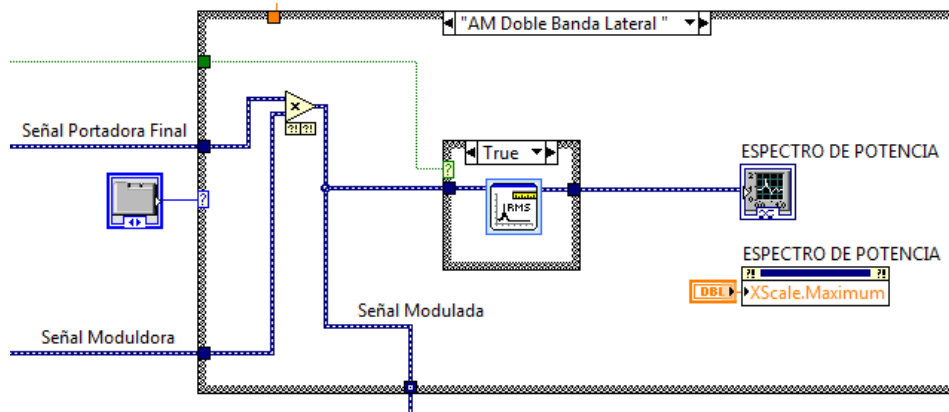 "AM Doble Banda Lateral "
×
?! ?!
Señal Portadora Final
?
?
True
RMS
ESPECTRO DE POTENCIA
ESPECTRO DE POTENCIA
?! ?!
DBL
XScale.Maximum
Señal Modulada
Señal Moduldora